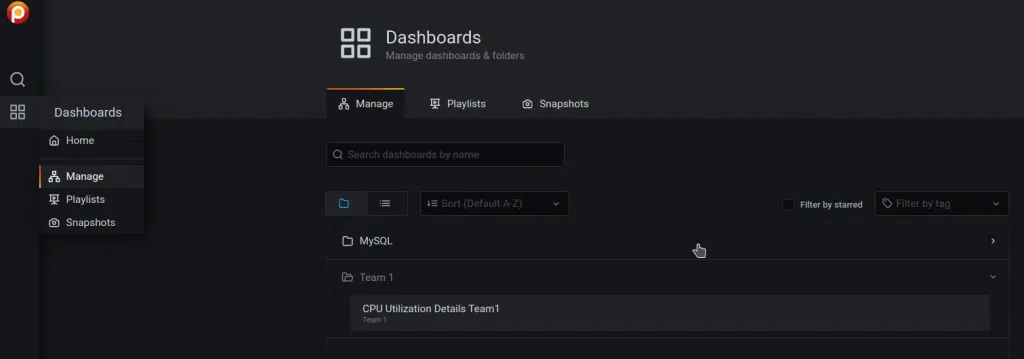 Dashboards
Manage dashboards & folders
Manage
Playlists
Snapshots
Dashboards
Home
Manage
Playlists
Snapshots
Search dashboards by name
Sort (Default A-Z)
Filter by starred
Filter by tag
MySQL
Team 1
CPU Utilization Details Team1
Team 1